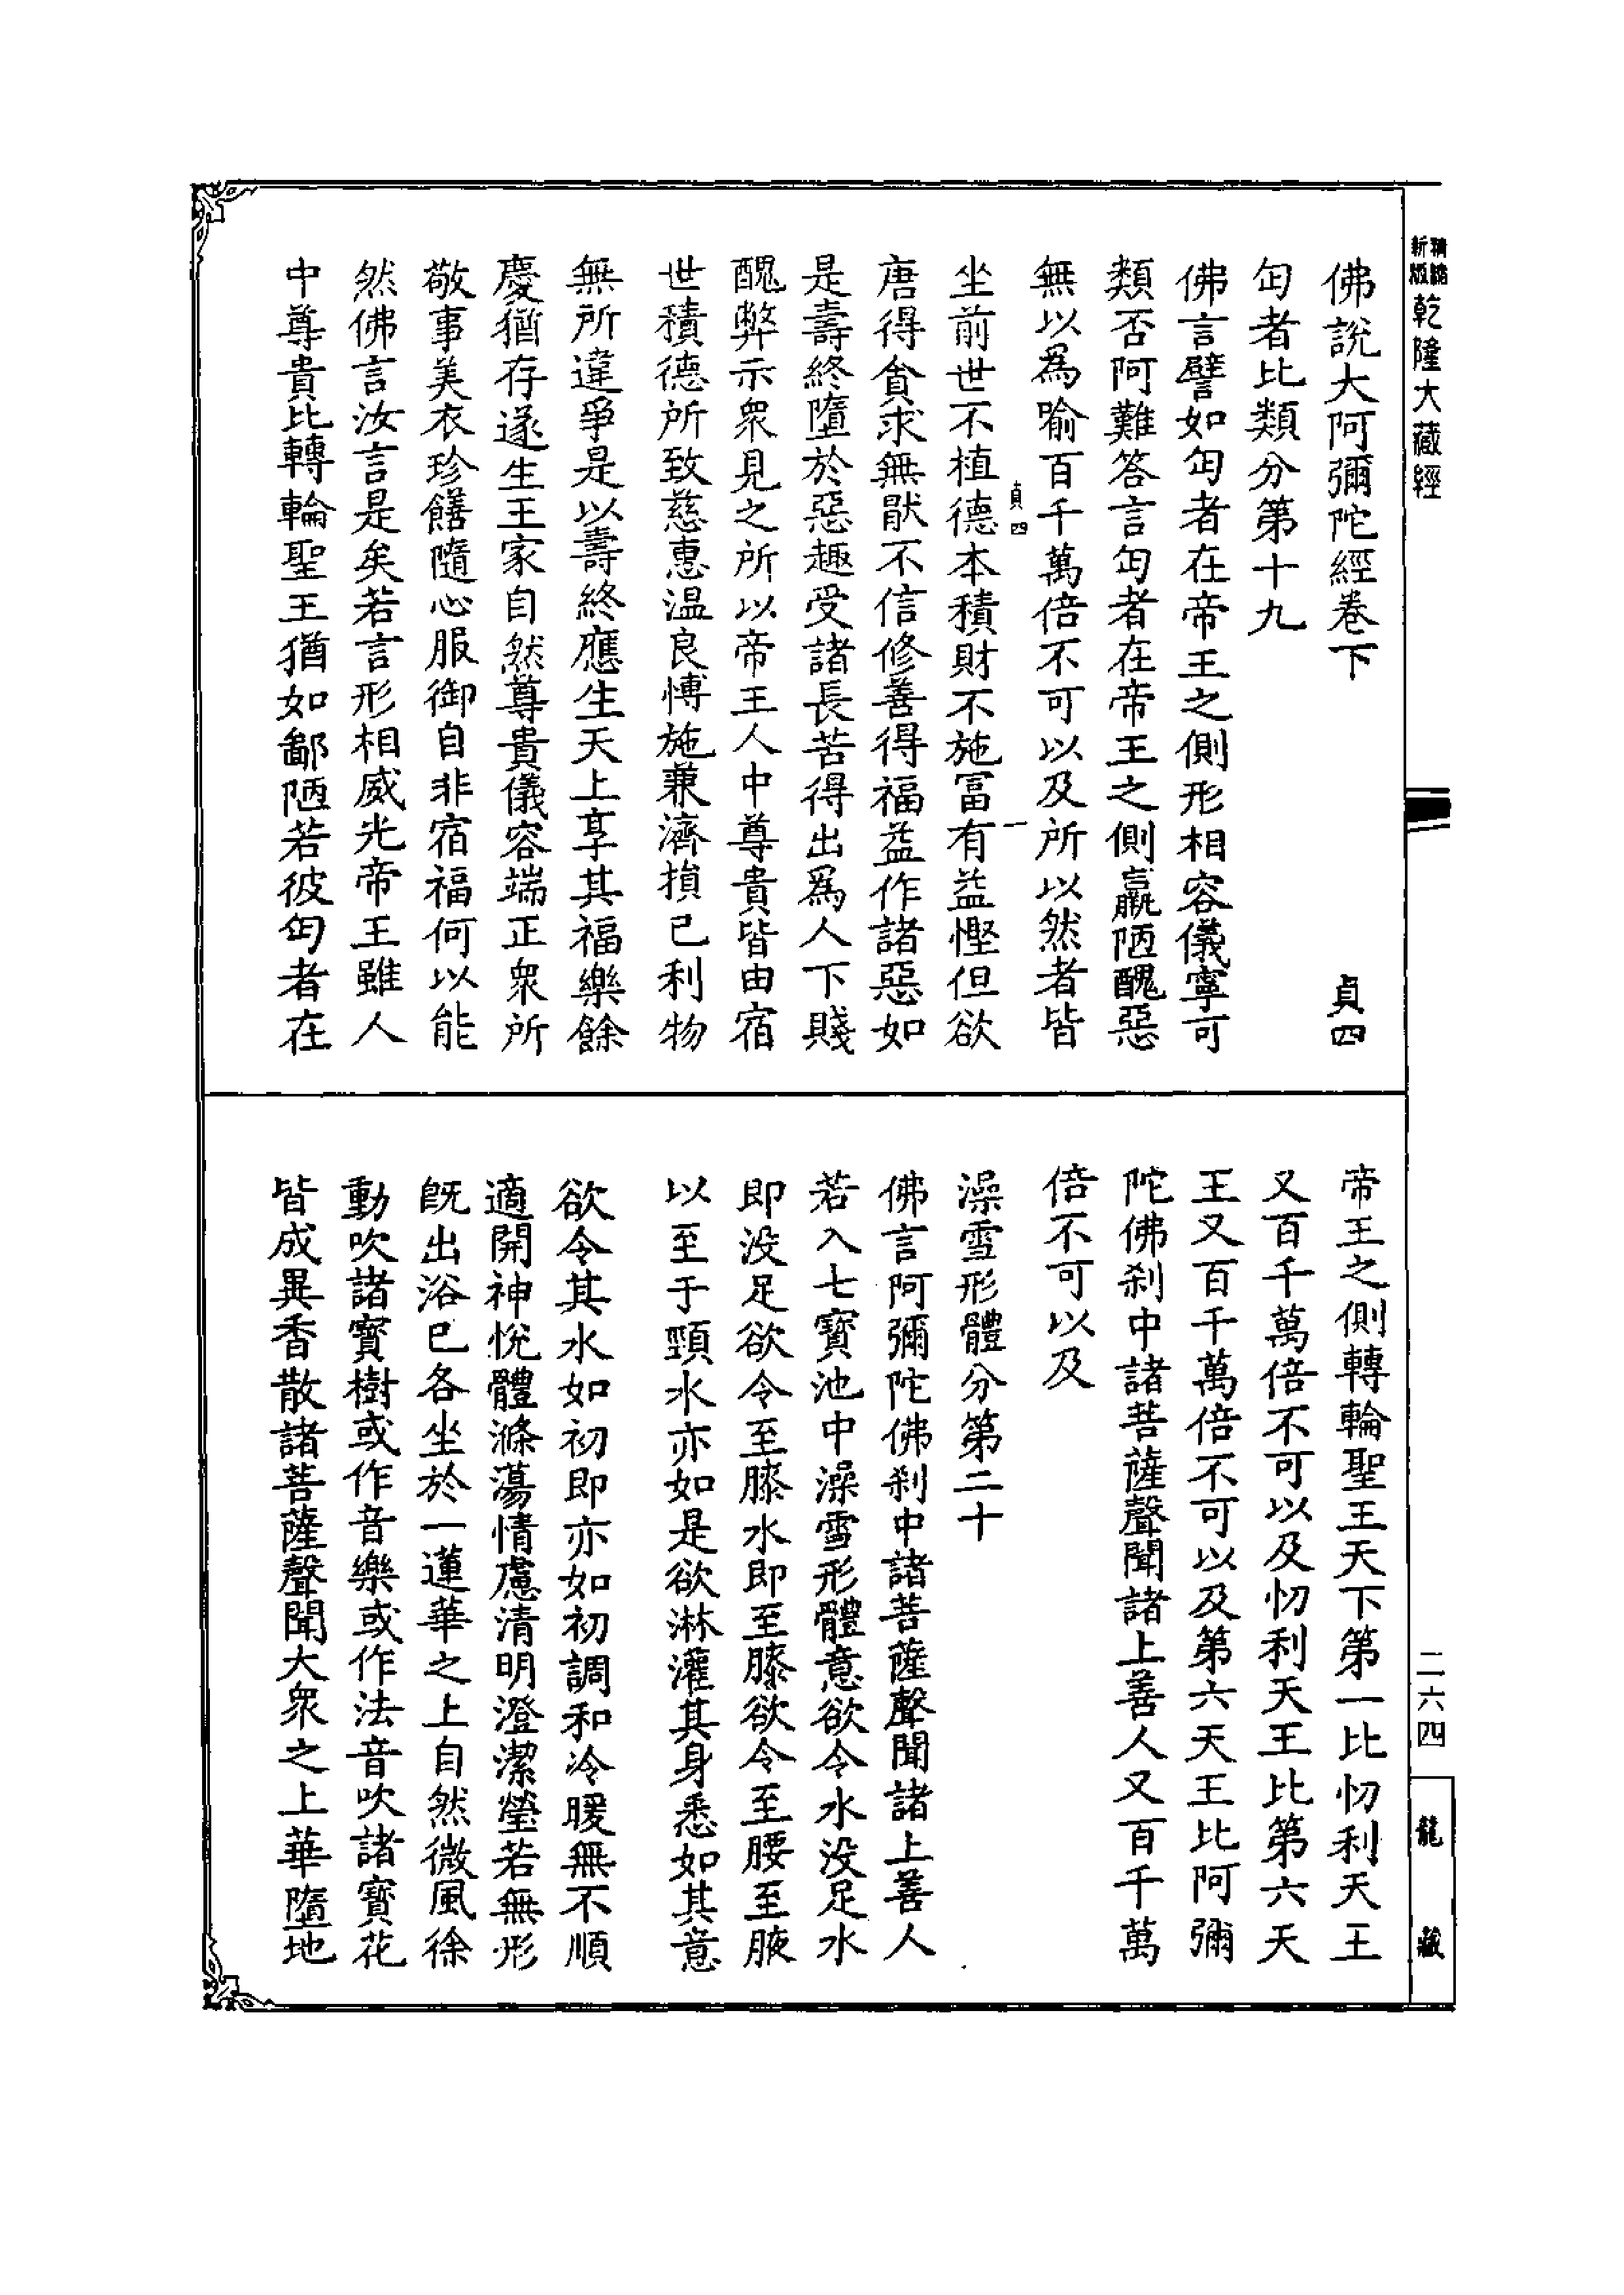 精縮新版乾隆大藏經
佛說大阿彌陀經卷下 貞四
匄者比類分第十九
佛言譬如匄者在帝王之側形相容儀寧可
類否阿難答言匄者在帝王之側羸陋醜惡
無以爲喻百千萬倍不可以及所以然者皆
貞四 一
坐前世不植德本積財不施富有益慳但欲
唐得貪求無厭不信修善得福益作諸惡如
是壽終墮於惡趣受諸長苦得出爲人下賤
醜弊示衆見之所以帝王人中尊貴皆由宿
世積德所致慈惠温良博施兼濟損已利物
無所違爭是以壽終應生天上享其福樂餘
慶猶存遂生王家自然尊貴儀容端正衆所
敬事美衣珍饍隨心服御自非宿福何以能
然佛言汝言是矣若言形相威光帝王雖人
中尊貴比轉輪聖王猶如鄙陋若彼匄者在
帝王之側轉輪聖王天下第一比忉利天王
又百千萬倍不可以及忉利天王比第六天
王又百千萬倍不可以及第六天王比阿彌
陀佛刹中諸菩薩聲聞諸上善人又百千萬
倍不可以及
澡雪形體分第二十
佛言阿彌陀佛刹中諸菩薩聲聞諸上善人
若入七寶池中澡雪形體意欲令水没足水
即没足欲令至膝水即至膝欲令至腰至腋
以至于頸水亦如是欲淋灌其身悉如其意
欲令其水如初即亦如初調和冷暖無不順
適開神悅體滌蕩情慮清明澄潔瑩若無形
旣出浴已各坐於一蓮華之上自然微風徐
動吹諸寳樹或作音樂或作法音吹諸寳花
皆成異香散諸菩薩聲聞大衆之上華墮地
二六四
龍藏